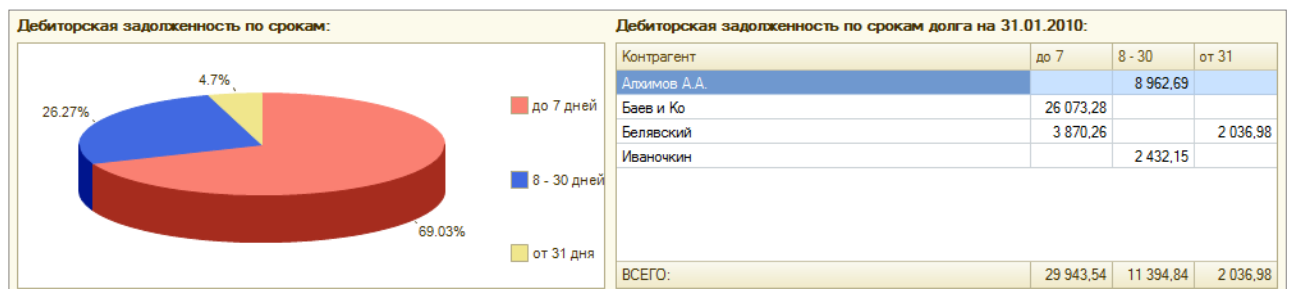 Дебиторская задолженность по срокам:
4.7%
26.27%
69.03%
до 7 дней
8 - 30 дней
от 31 дня
Дебиторская задолженность по срокам долга на 31.01.2010:
Контрагент до 7 8 - 30 от 31
Алхимов А.А. 8 962,69
Баев и Ко 26 073,28
Белявский 3 870,26 2 036,98
Иваночкин 2 432,15
ВСЕГО: 29 943,54 11 394,84 2 036,98